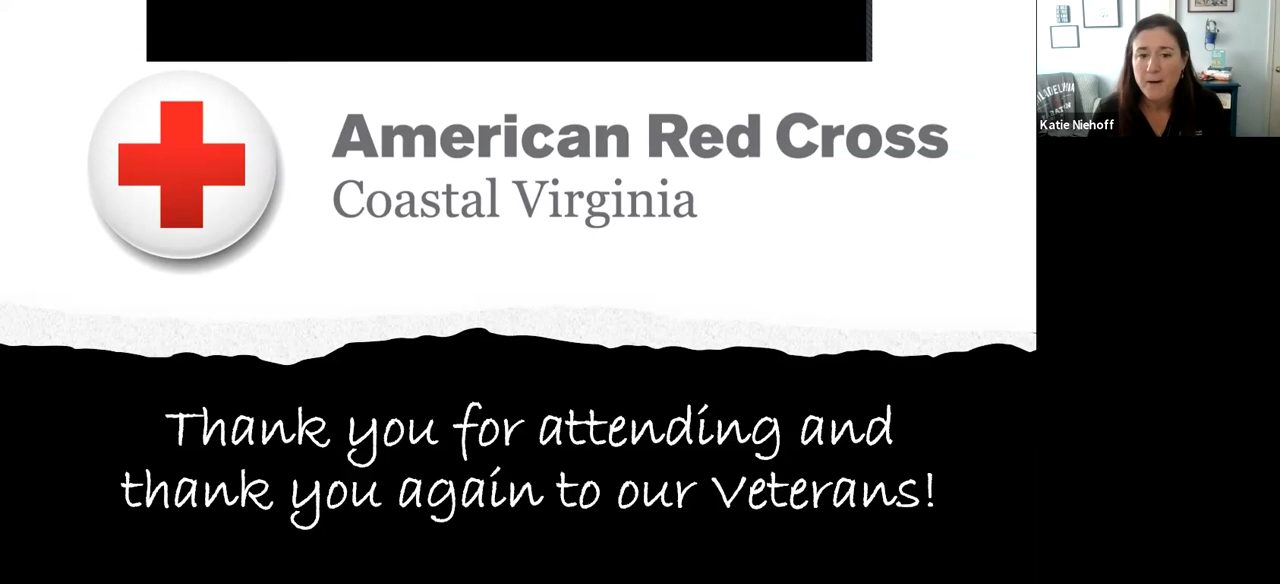 American Red Cross
Coastal Virginia
Katie Niehoff
Thank you for attending and
thank you again to our Veterans!